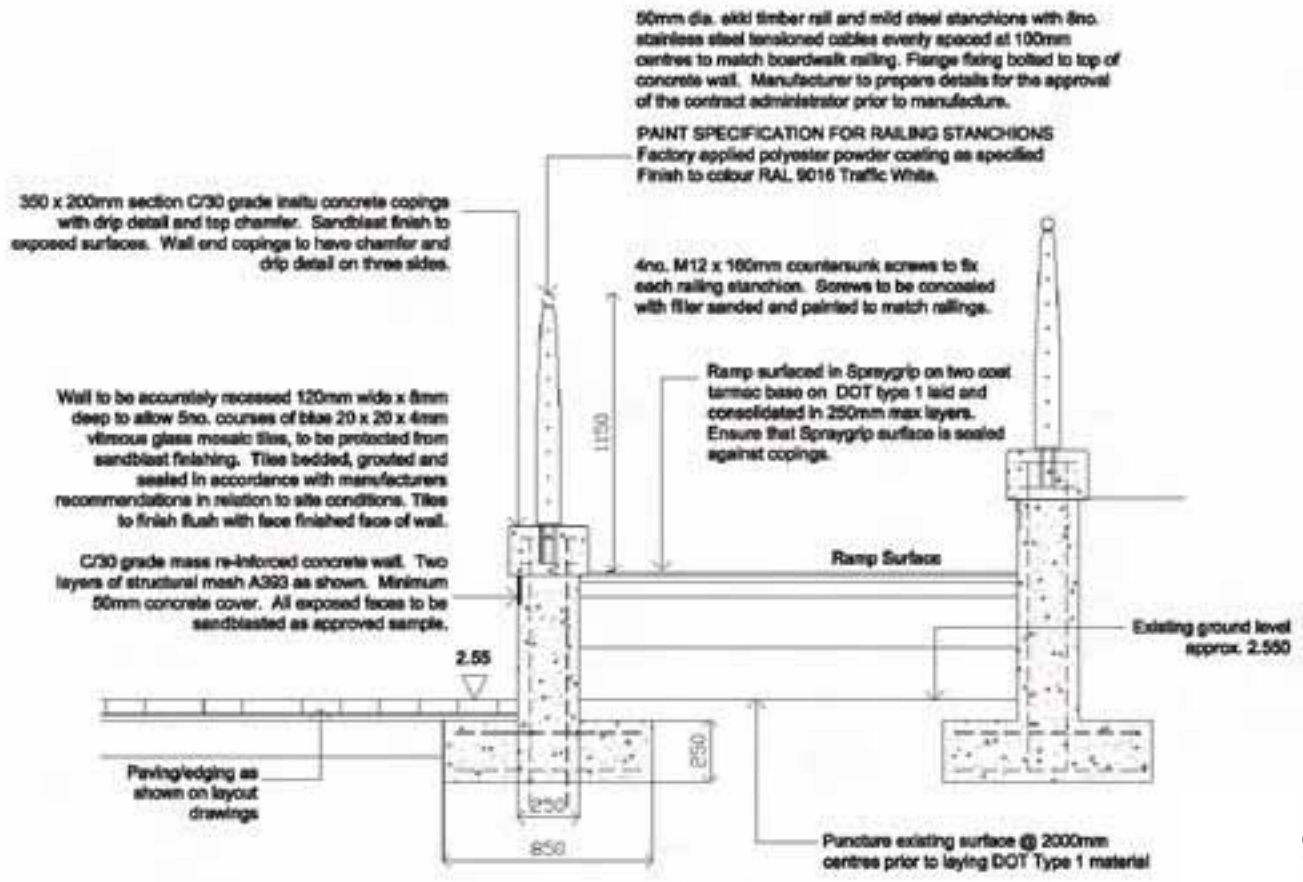 50mm dia. ekki timber rail and mild steel stanchions with 8no.
stainless steel tensioned cables evenly spaced at 100mm
centres to match boardwalk railing. Flange fixing bolted to top of
concrete wall. Manufacturer to prepare details for the approval
of the contract administrator prior to manufacture.
PAINT SPECIFICATION FOR RAILING STANCHIONS
Factory applied polyester powder coating as specified
Finish to colour RAL 9016 Traffic White.
350 x 200mm section C/30 grade insitu concrete copings
with drip detail and top chamfer. Sandblast finish to
exposed surfaces. Wall end copings to have chamfer and
drip detail on three sides.
4no. M12 x 160mm countersunk screws to fix
each railing stanchion. Screws to be concealed
with filler sanded and painted to match railings.
1150
Ramp surfaced in Spraygrip on two coat
tarmac base on DOT type 1 laid and
consolidated in 250mm max layers.
Ensure that Spraygrip surface is sealed
against copings.
Wall to be accurately recessed 120mm wide x 8mm
deep to allow 5no. courses of blue 20 x 20 x 4mm
vitreous glass mosaic tiles, to be protected from
sandblast finishing. Tiles bedded, grouted and
sealed in accordance with manufacturers
recommendations in relation to site conditions. Tiles
to finish flush with face finished face of wall.
Ramp Surface
C/30 grade mass re-inforced concrete wall. Two
layers of structural mesh A393 as shown. Minimum
50mm concrete cover. All exposed faces to be
sandblasted as approved sample.
Existing ground level
approx. 2.550
2.55
250
Paving/edging as
shown on layout
drawings
250
850
Puncture existing surface @ 2000mm
centres prior to laying DOT Type 1 material